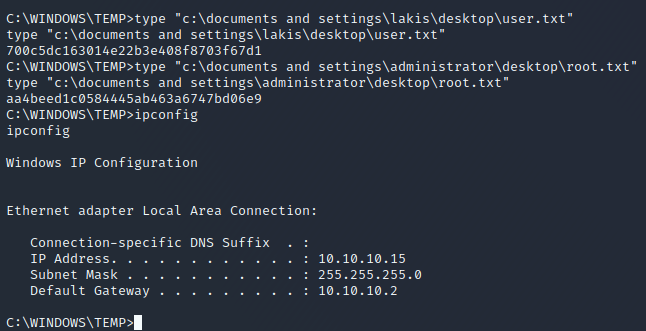 C:\WINDOWS\TEMP>type "c:\documents and settings\lakis\desktop\user.txt"
type "c:\documents and settings\lakis\desktop\user.txt"
700c5dc163014e22b3e408f8703f67d1
C:\WINDOWS\TEMP>type "c:\documents and settings\administrator\desktop\root.txt"
type "c:\documents and settings\administrator\desktop\root.txt"
aa4beed1c0584445ab463a6747bd06e9
C:\WINDOWS\TEMP>ipconfig
ipconfig
Windows IP Configuration
Ethernet adapter Local Area Connection:
Connection-specific DNS Suffix  . :
IP Address. . . . . . . . . . . . : 10.10.10.15
Subnet Mask . . . . . . . . . . . : 255.255.255.0
Default Gateway . . . . . . . . . : 10.10.10.2
C:\WINDOWS\TEMP>